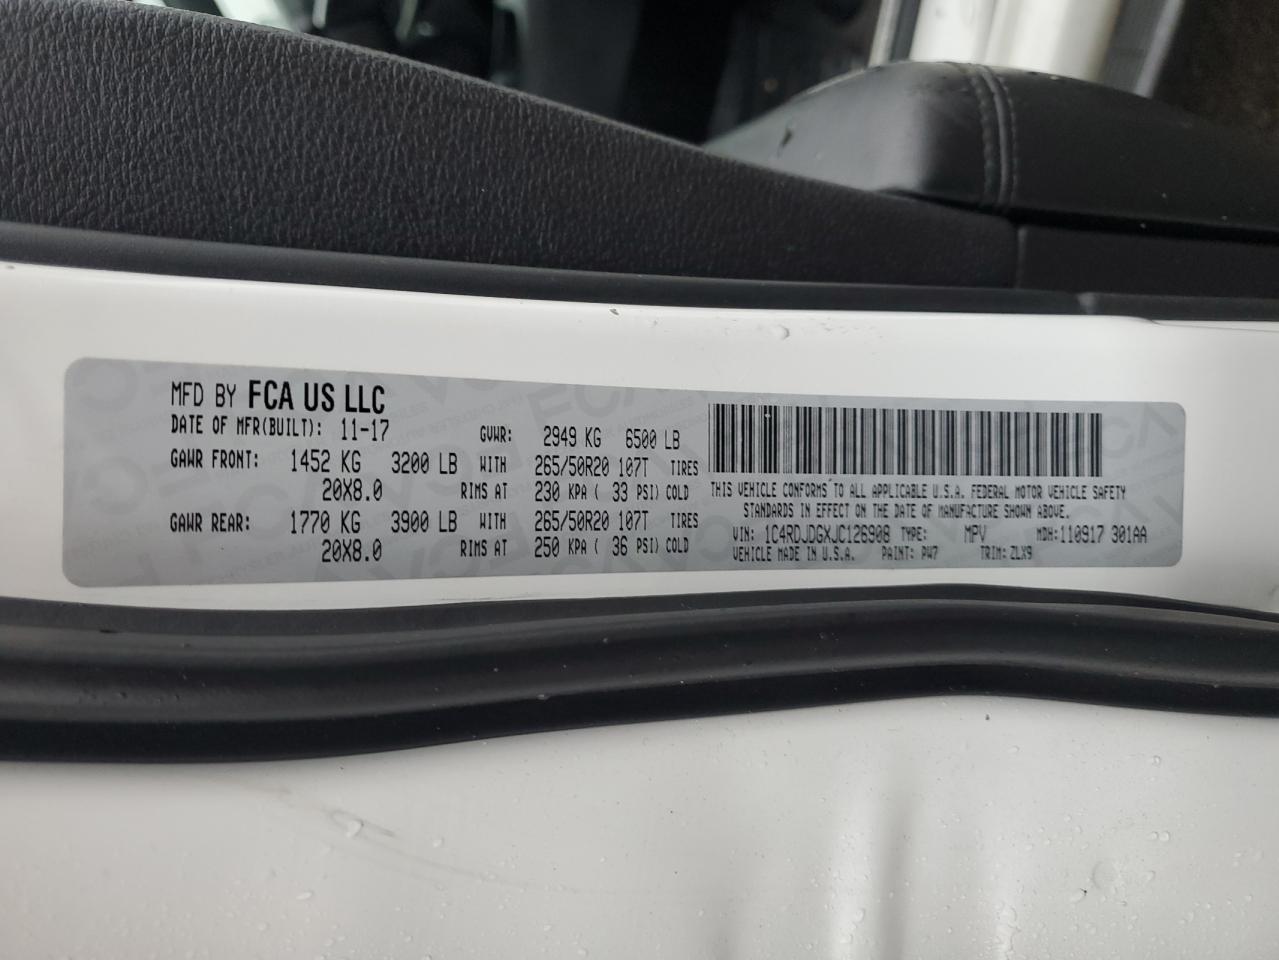 MFD BY FCA US LLC
DATE OF MFR(BUILT): 11-17 GVWR: 2949 KG 6500 LB
GAWR FRONT: 1452 KG 3200 LB WITH 265/50R20 107T TIRES
20X8.0 RIMS AT 230 KPA ( 33 PSI) COLD
GAWR REAR: 1770 KG 3900 LB WITH 265/50R20 107T TIRES
20X8.0 RIMS AT 250 KPA ( 36 PSI) COLD
THIS VEHICLE CONFORMS TO ALL APPLICABLE U.S.A. FEDERAL MOTOR VEHICLE SAFETY
STANDARDS IN EFFECT ON THE DATE OF MANUFACTURE SHOWN ABOVE.
VIN: 1C4RDJDGXJC126908 TYPE: MPV MDH: 110917 301AA
VEHICLE MADE IN U.S.A. PAINT: PW7 TRIM: ZLX9